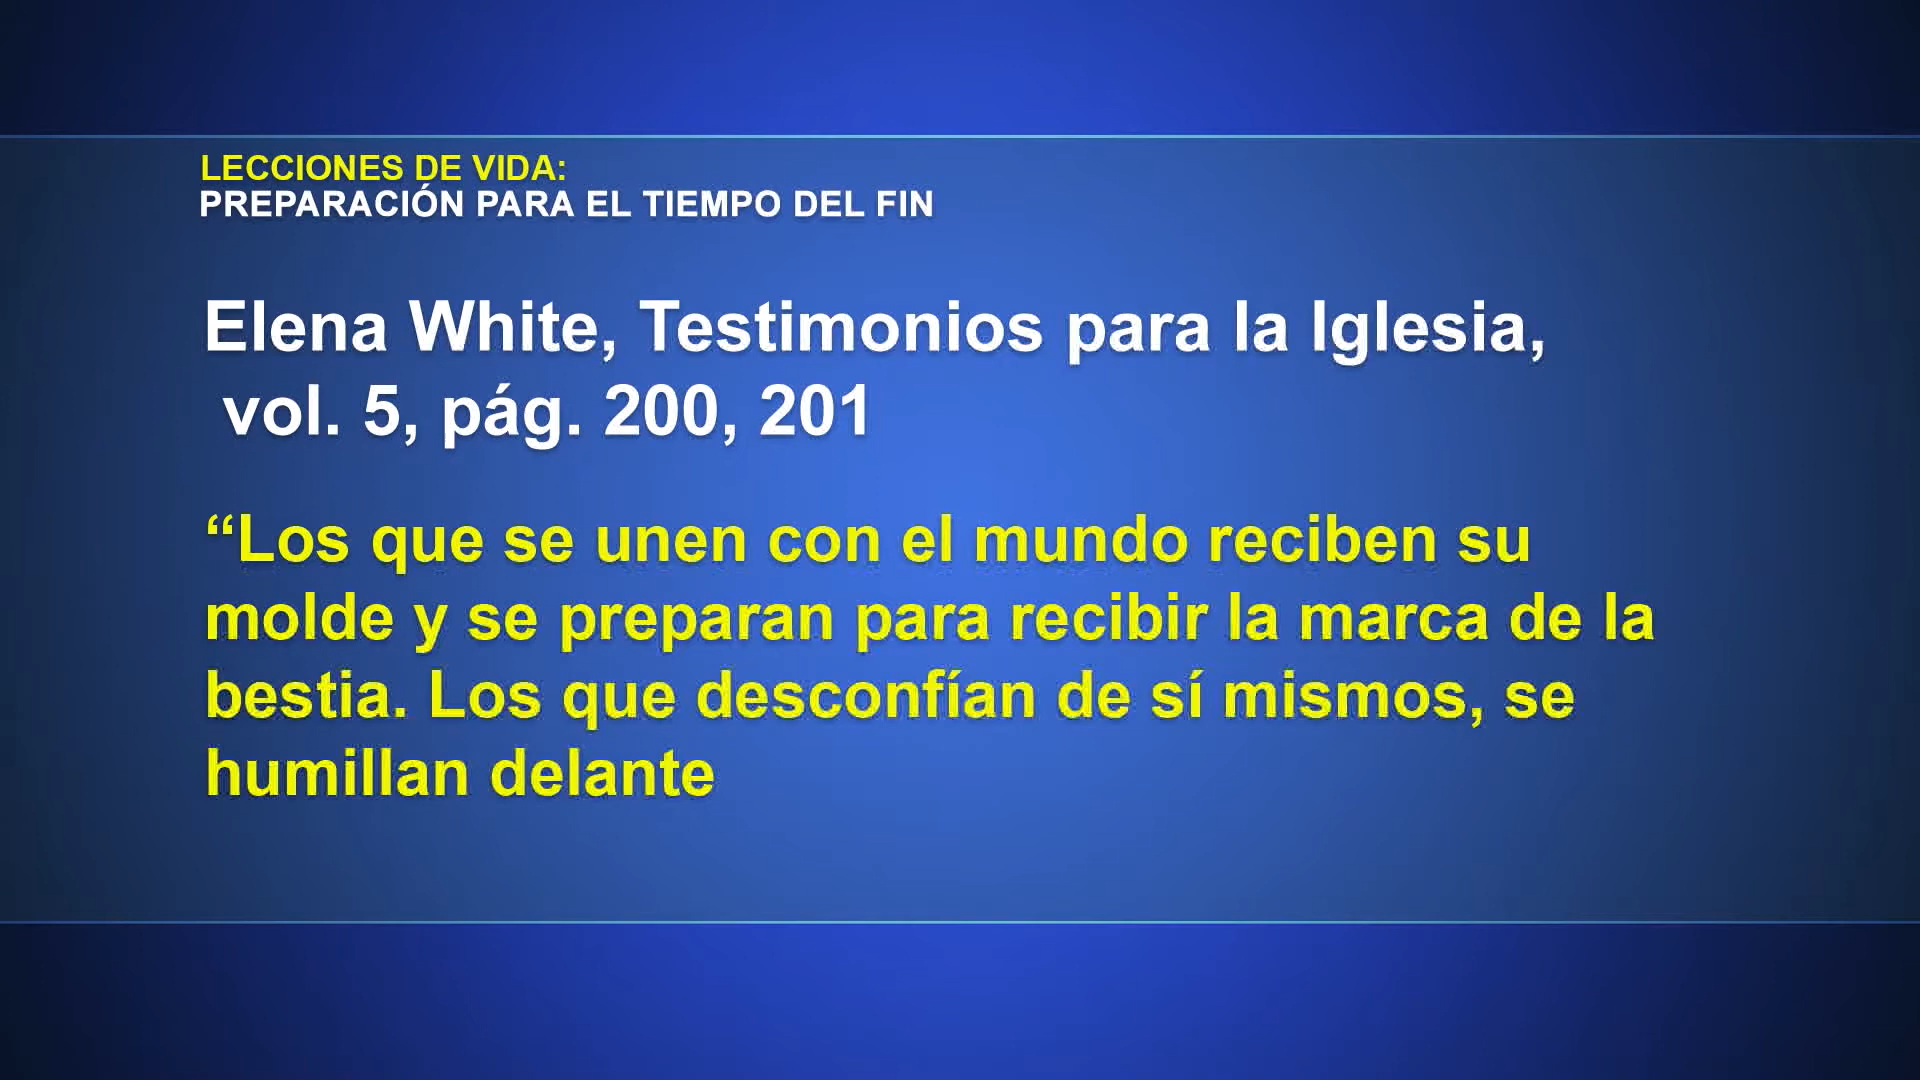 LECCIONES DE VIDA:
PREPARACIÓN PARA EL TIEMPO DEL FIN
Elena White, Testimonios para la Iglesia,
vol. 5, pág. 200, 201
“Los que se unen con el mundo reciben su
molde y se preparan para recibir la marca de la
bestia. Los que desconfían de sí mismos, se
humillan delante